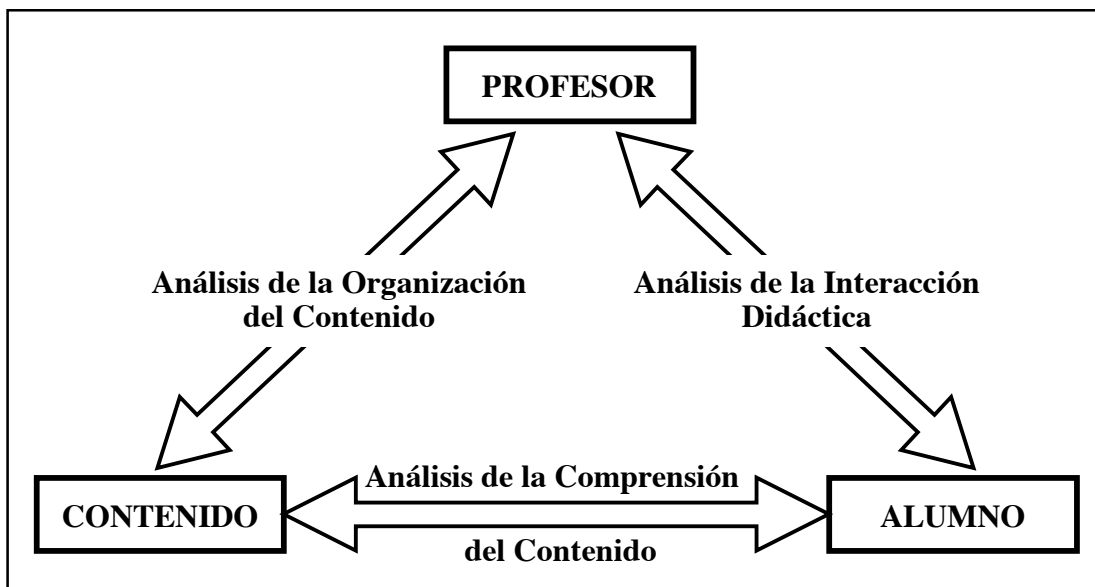 PROFESOR
Análisis de la Organización
del Contenido
Análisis de la Interacción
Didáctica
CONTENIDO
Análisis de la Comprensión
del Contenido
ALUMNO